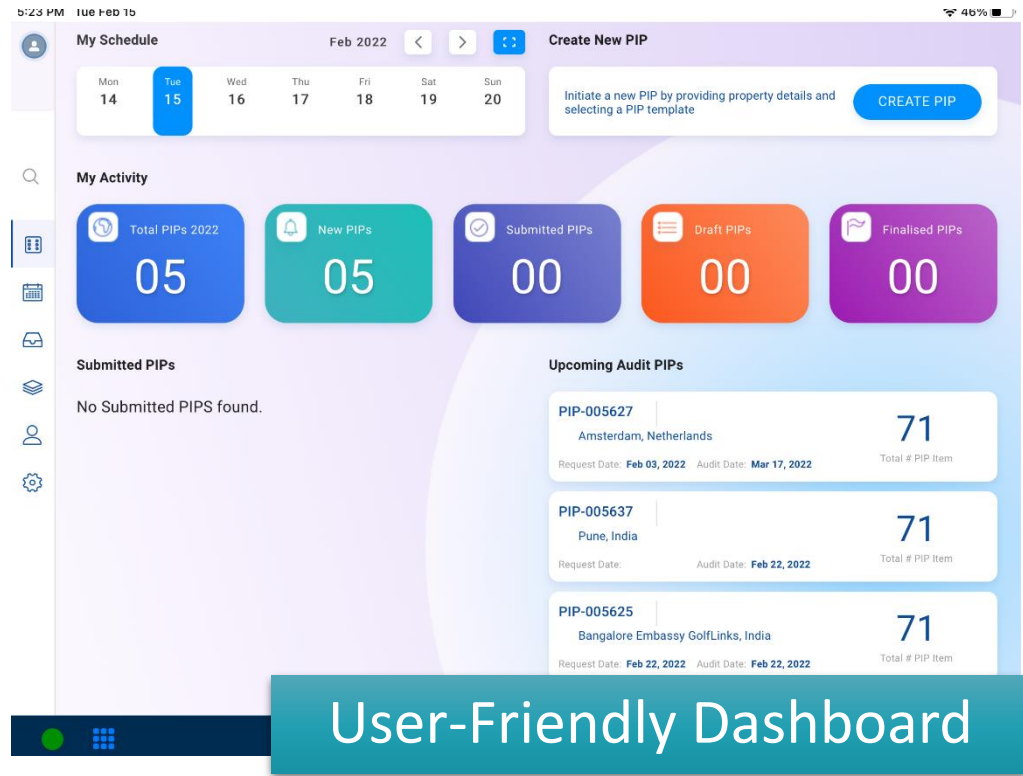 5:23 PM Tue Feb 15
46%
My Schedule
Feb 2022
Mon Tue Wed Thu Fri Sat Sun
14 15 16 17 18 19 20
Create New PIP
Initiate a new PIP by providing property details and
selecting a PIP template
CREATE PIP
My Activity
Total PIPs 2022
05
New PIPs
05
Submitted PIPs
00
Draft PIPs
00
Finalised PIPs
00
Submitted PIPs
No Submitted PIPS found.
Upcoming Audit PIPs
PIP-005627
Amsterdam, Netherlands
Request Date: Feb 03, 2022 Audit Date: Mar 17, 2022
71
Total # PIP Item
PIP-005637
Pune, India
Request Date: Audit Date: Feb 22, 2022
71
Total # PIP Item
PIP-005625
Bangalore Embassy GolfLinks, India
Request Date: Feb 22, 2022 Audit Date: Feb 22, 2022
71
Total # PIP Item
User-Friendly Dashboard